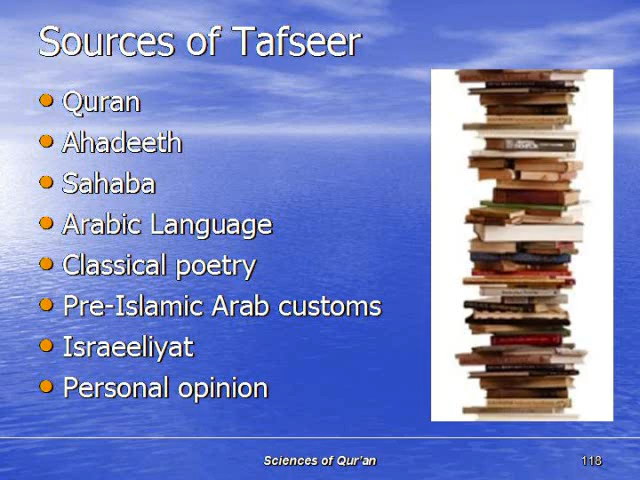 Sources of Tafseer
Quran
Ahadeeth
Sahaba
Arabic Language
Classical poetry
Pre-Islamic Arab customs
Israeeliyat
Personal opinion
Sciences of Qur'an
118